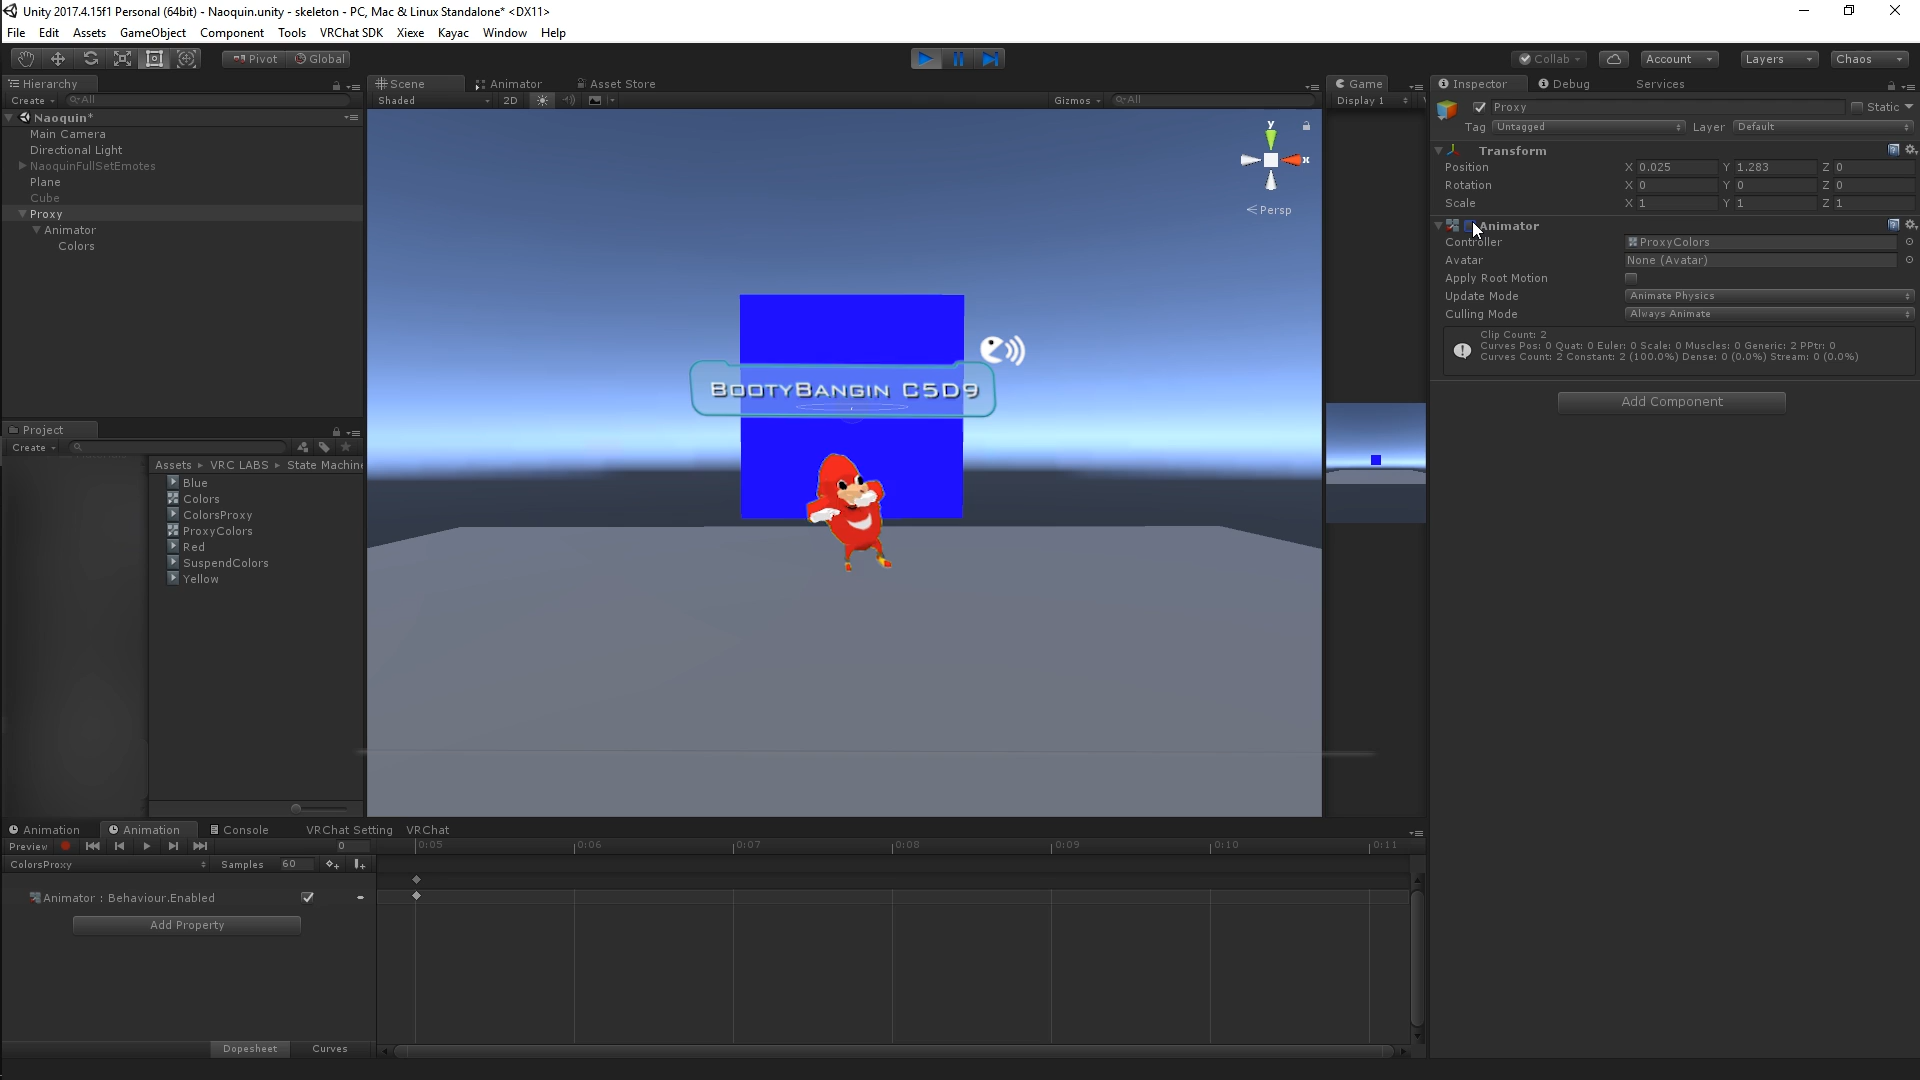 Unity 2017.4.15f1 Personal (64bit) - Naoquin.unity - skeleton - PC, Mac & Linux Standalone* <DX11>
File Edit Assets GameObject Component Tools VRChat SDK Xiexe Kayac Window Help
Pivot Global Collab Account Layers Chaos
Hierarchy
Create All
Naoquin*
Main Camera
Directional Light
NaoquinFullSetEmotes
Plane
Cube
Proxy
Animator
Colors
Scene Animator Asset Store
Shaded 2D Gizmos All
y
x
Persp
BootyBangin C5D9
Game
Display 1
Inspector Debug Services
Proxy Static
Tag Untagged Layer Default
Transform
Position X 0.025 Y 1.283 Z 0
Rotation X 0 Y 0 Z 0
Scale X 1 Y 1 Z 1
Animator
Controller ProxyColors
Avatar None (Avatar)
Apply Root Motion
Update Mode Animate Physics
Culling Mode Always Animate
Clip Count: 2
Curves Pos: 0 Quat: 0 Euler: 0 Scale: 0 Muscles: 0 Generic: 2 PPtr: 0
Curves Count: 2 Constant: 2 (100.0%) Dense: 0 (0.0%) Stream: 0 (0.0%)
Add Component
Project
Create
Assets VRC LABS State Machin
Blue
Colors
ColorsProxy
ProxyColors
Red
SuspendColors
Yellow
Animation Animation Console VRChat Setting VRChat
Preview 0 0:05 0:06 0:07 0:08 0:09 0:10 0:11
ColorsProxy Samples 60
Animator : Behaviour.Enabled
Add Property
Dopesheet Curves